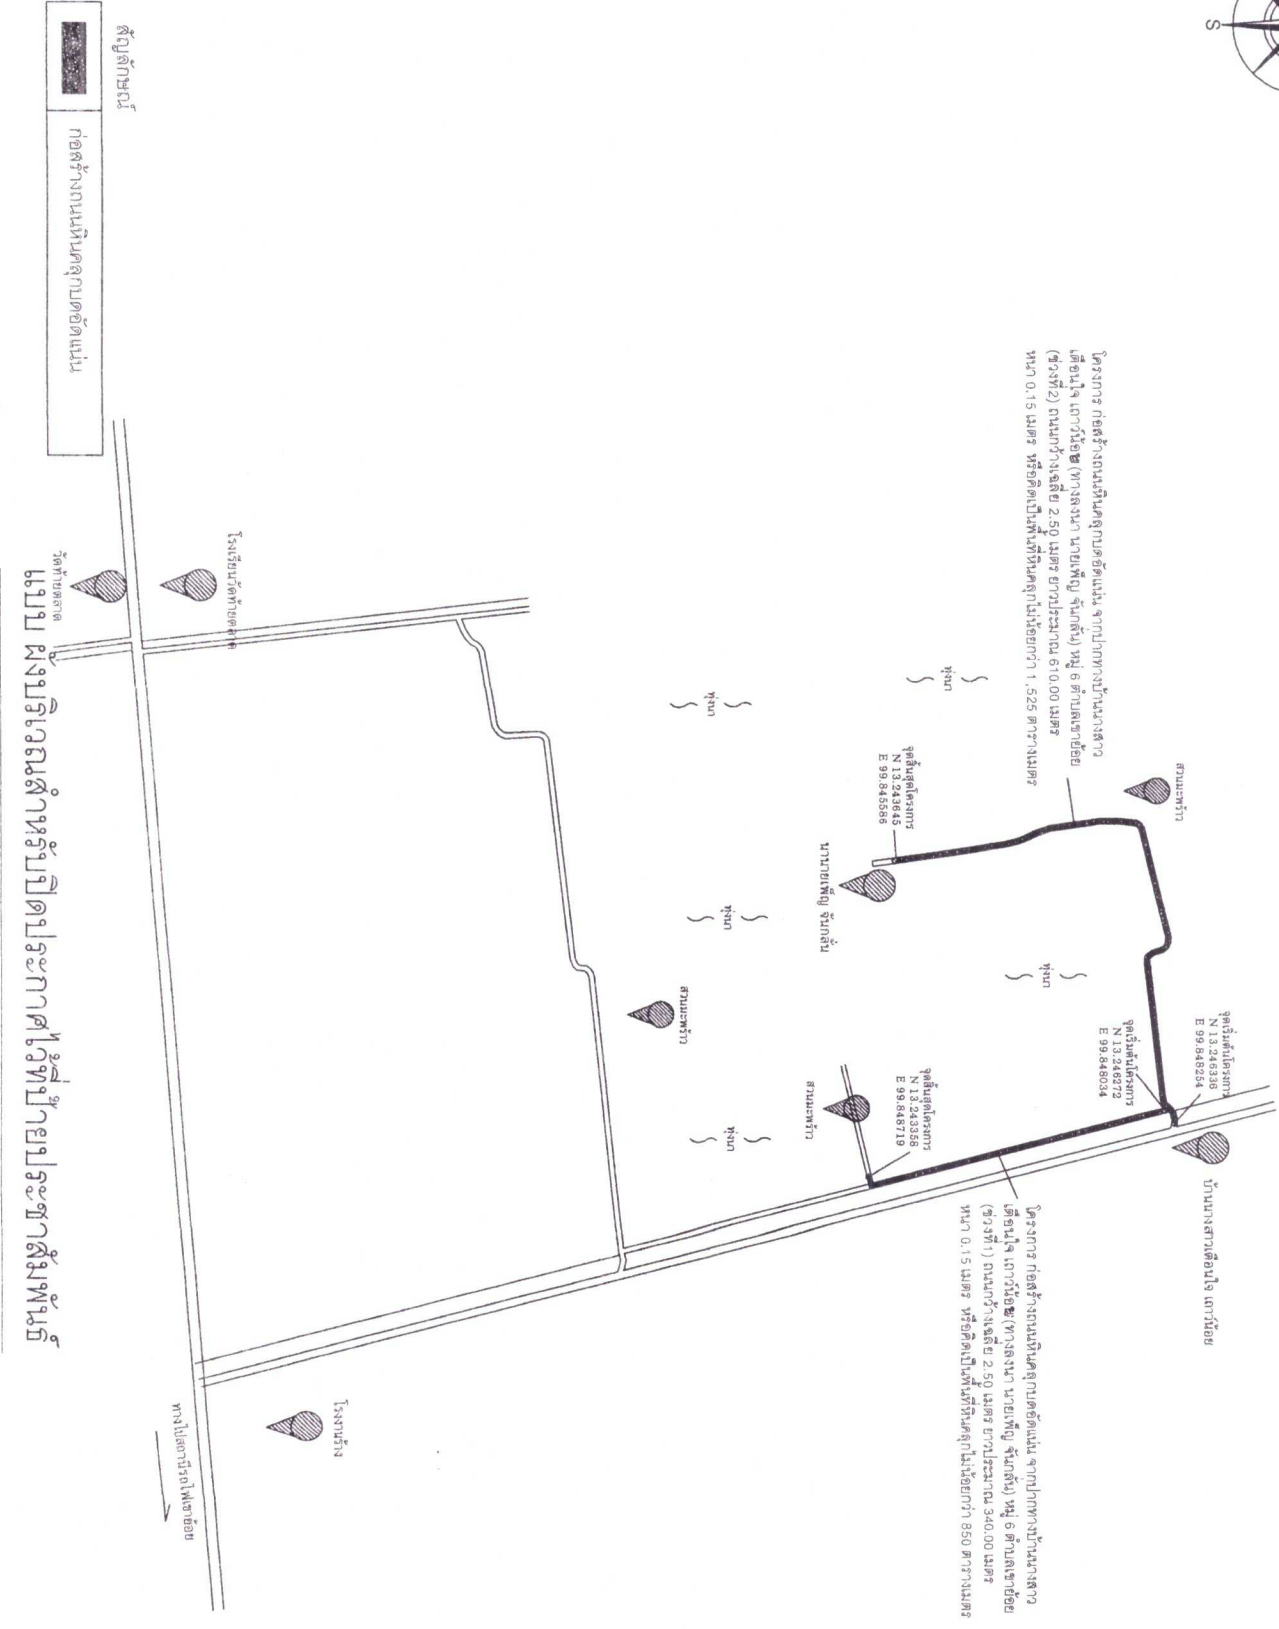 S
โครงการ ก่อสร้างถนนหินคลุกบดอัดแน่น จากปากทางบ้านนางสาว
เตือนใจ เถาว์น้อย (ทางลงนา นายเพ็ญ จันกลั่น) หมู่ 6 ตำบลเขาย้อย
(ช่วงที่2) ถนนกว้างเฉลี่ย 2.50 เมตร ยาวประมาณ 610.00 เมตร
หนา 0.15 เมตร หรือคิดเป็นพื้นที่หินคลุกไม่น้อยกว่า 1,525 ตารางเมตร
สวนมะพร้าว
จุดเริ่มต้นโครงการ
N 13.246336
E 99.848254
จุดเริ่มต้นโครงการ
N 13.246272
E 99.848034
บ้านนางสาวเตือนใจ เถาว์น้อย
ทุ่งนา
จุดสิ้นสุดโครงการ
N 13.243645
E 99.845586
นานายเพ็ญ จันกลั่น
ทุ่งนา
จุดสิ้นสุดโครงการ
N 13.243358
E 99.848719
สวนมะพร้าว
โครงการ ก่อสร้างถนนหินคลุกบดอัดแน่น จากปากทางบ้านนางสาว
เตือนใจ เถาว์น้อย (ทางลงนา นายเพ็ญ จันกลั่น) หมู่ 6 ตำบลเขาย้อย
(ช่วงที่1) ถนนกว้างเฉลี่ย 2.50 เมตร ยาวประมาณ 340.00 เมตร
หนา 0.15 เมตร หรือคิดเป็นพื้นที่หินคลุกไม่น้อยกว่า 850 ตารางเมตร
ทุ่งนา
ทุ่งนา
ทุ่งนา
สวนมะพร้าว
โรงงานร้าง
โรงเรียนวัดท้ายตลาด
ทางไปสถานีรถไฟเขาย้อย
สัญลักษณ์
ก่อสร้างถนนหินคลุกบดอัดแน่น
วัดท้ายตลาด
แบบ ผังบริเวณสำหรับปิดประกาศไว้ที่ป้ายประชาสัมพันธ์